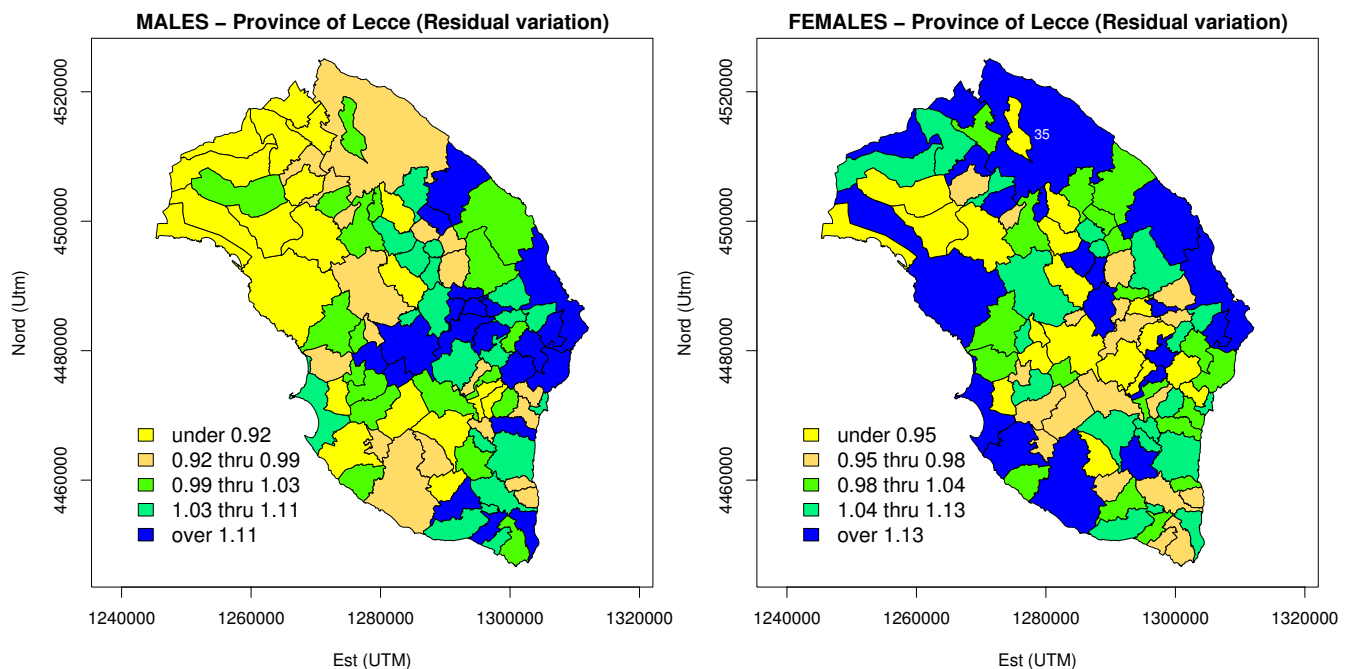 MALES − Province of Lecce (Residual variation)
4520000
4500000
4480000
4460000
Nord (Utm)
under 0.92
0.92 thru 0.99
0.99 thru 1.03
1.03 thru 1.11
over 1.11
1240000 1260000 1280000 1300000 1320000
Est (UTM)
FEMALES − Province of Lecce (Residual variation)
4520000
4500000
4480000
4460000
Nord (Utm)
35
under 0.95
0.95 thru 0.98
0.98 thru 1.04
1.04 thru 1.13
over 1.13
1240000 1260000 1280000 1300000 1320000
Est (UTM)